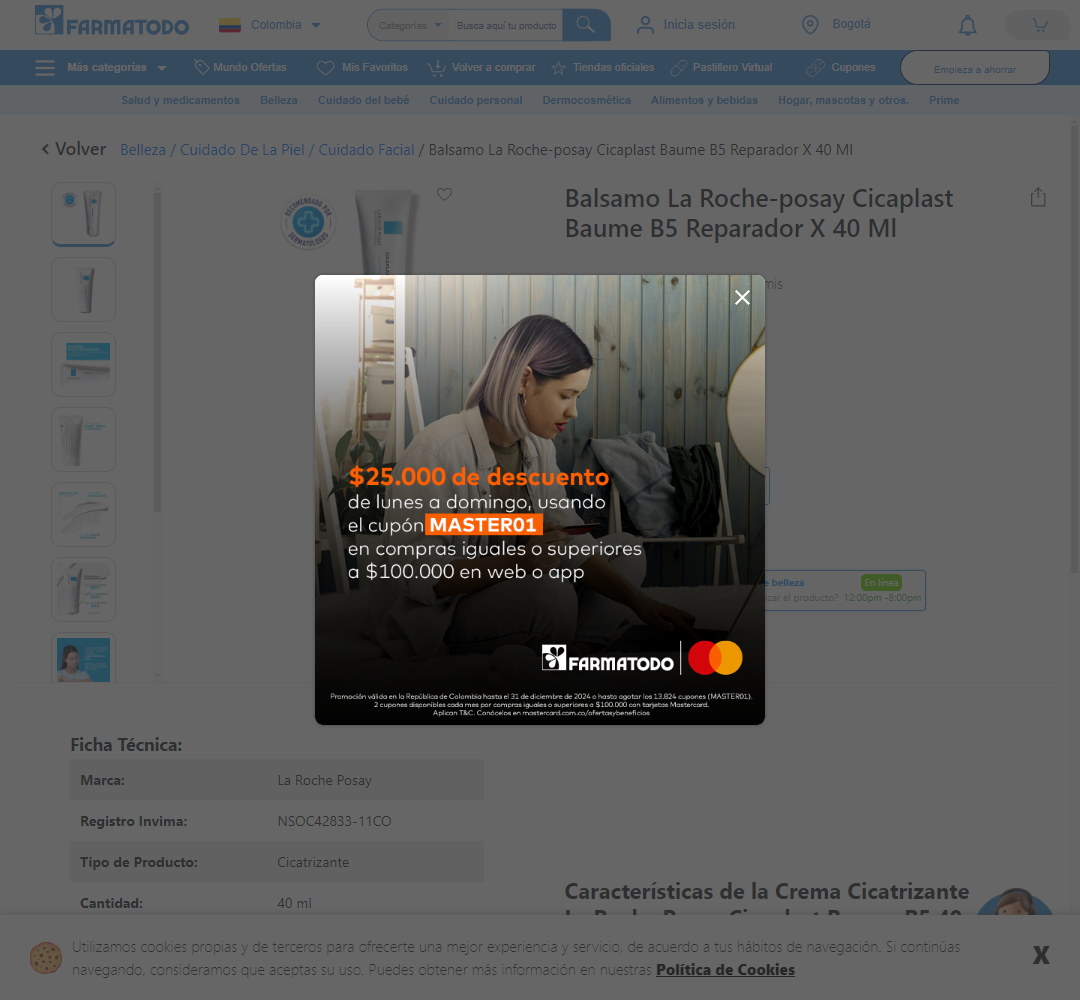 FARMATODO
Colombia
Categorías
Busca aquí tu producto
Inicia sesión
Bogotá
Más categorías
Mundo Ofertas
Mis Favoritos
Volver a comprar
Tiendas oficiales
Pastillero Virtual
Cupones
Empieza a ahorrar
Salud y medicamentos
Belleza
Cuidado del bebé
Cuidado personal
Dermocosmética
Alimentos y bebidas
Hogar, mascotas y otros.
Prime
Volver
Belleza / Cuidado De La Piel / Cuidado Facial / Balsamo La Roche-posay Cicaplast Baume B5 Reparador X 40 Ml
RECOMENDADO POR
DERMATÓLOGOS
Balsamo La Roche-posay Cicaplast
Baume B5 Reparador X 40 Ml
mis
$25.000 de descuento
de lunes a domingo, usando
el cupón MASTER01
en compras iguales o superiores
a $100.000 en web o app
FARMATODO
Promoción válida en la República de Colombia hasta el 31 de diciembre de 2024 o hasta agotar los 13.824 cupones (MASTER01).
2 cupones disponibles cada mes por compras iguales o superiores a $100.000 con tarjetas Mastercard.
Aplican T&C. Conócelos en mastercard.com.co/ofertasybeneficios
e belleza
En línea
zar el producto?
12:00pm -8:00pm
Ficha Técnica:
Marca: La Roche Posay
Registro Invima: NSOC42833-11CO
Tipo de Producto: Cicatrizante
Cantidad: 40 ml
Características de la Crema Cicatrizante
La Roche Posay Cicaplast Baume B5 40
Utilizamos cookies propias y de terceros para ofrecerte una mejor experiencia y servicio, de acuerdo a tus hábitos de navegación. Si continúas
navegando, consideramos que aceptas su uso. Puedes obtener más información en nuestras Política de Cookies
X